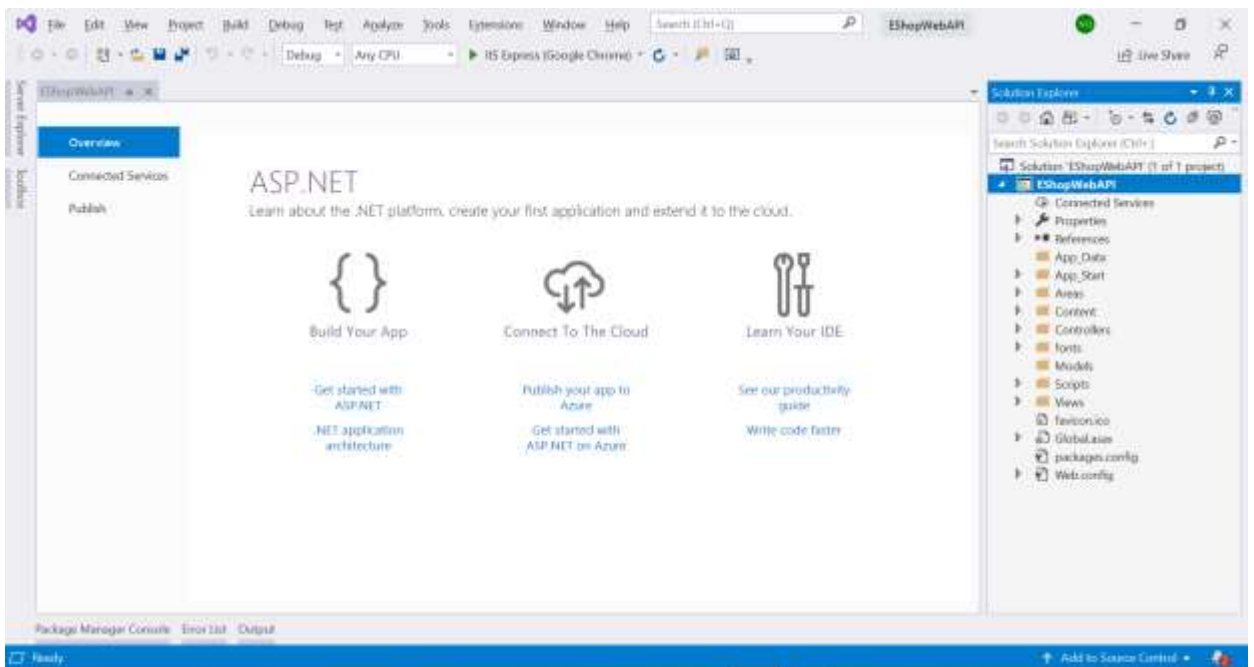 File Edit View Project Build Debug Test Analyze Tools Extensions Window Help Search (Ctrl+Q) EShopWebAPI
Debug Any CPU IIS Express (Google Chrome) Live Share
Server Explorer
Toolbox
EShopWebAPI
Overview
Connected Services
Publish
ASP.NET
Learn about the .NET platform, create your first application and extend it to the cloud.
Build Your App
Get started with
ASP.NET
.NET application
architecture
Connect To The Cloud
Publish your app to
Azure
Get started with
ASP.NET on Azure
Learn Your IDE
See our productivity
guide
Write code faster
Solution Explorer
Search Solution Explorer (Ctrl+;)
Solution 'EShopWebAPI' (1 of 1 project)
EShopWebAPI
Connected Services
Properties
References
App_Data
App_Start
Areas
Content
Controllers
fonts
Models
Scripts
Views
favicon.ico
Global.asax
packages.config
Web.config
Package Manager Console Error List Output
Ready Add to Source Control